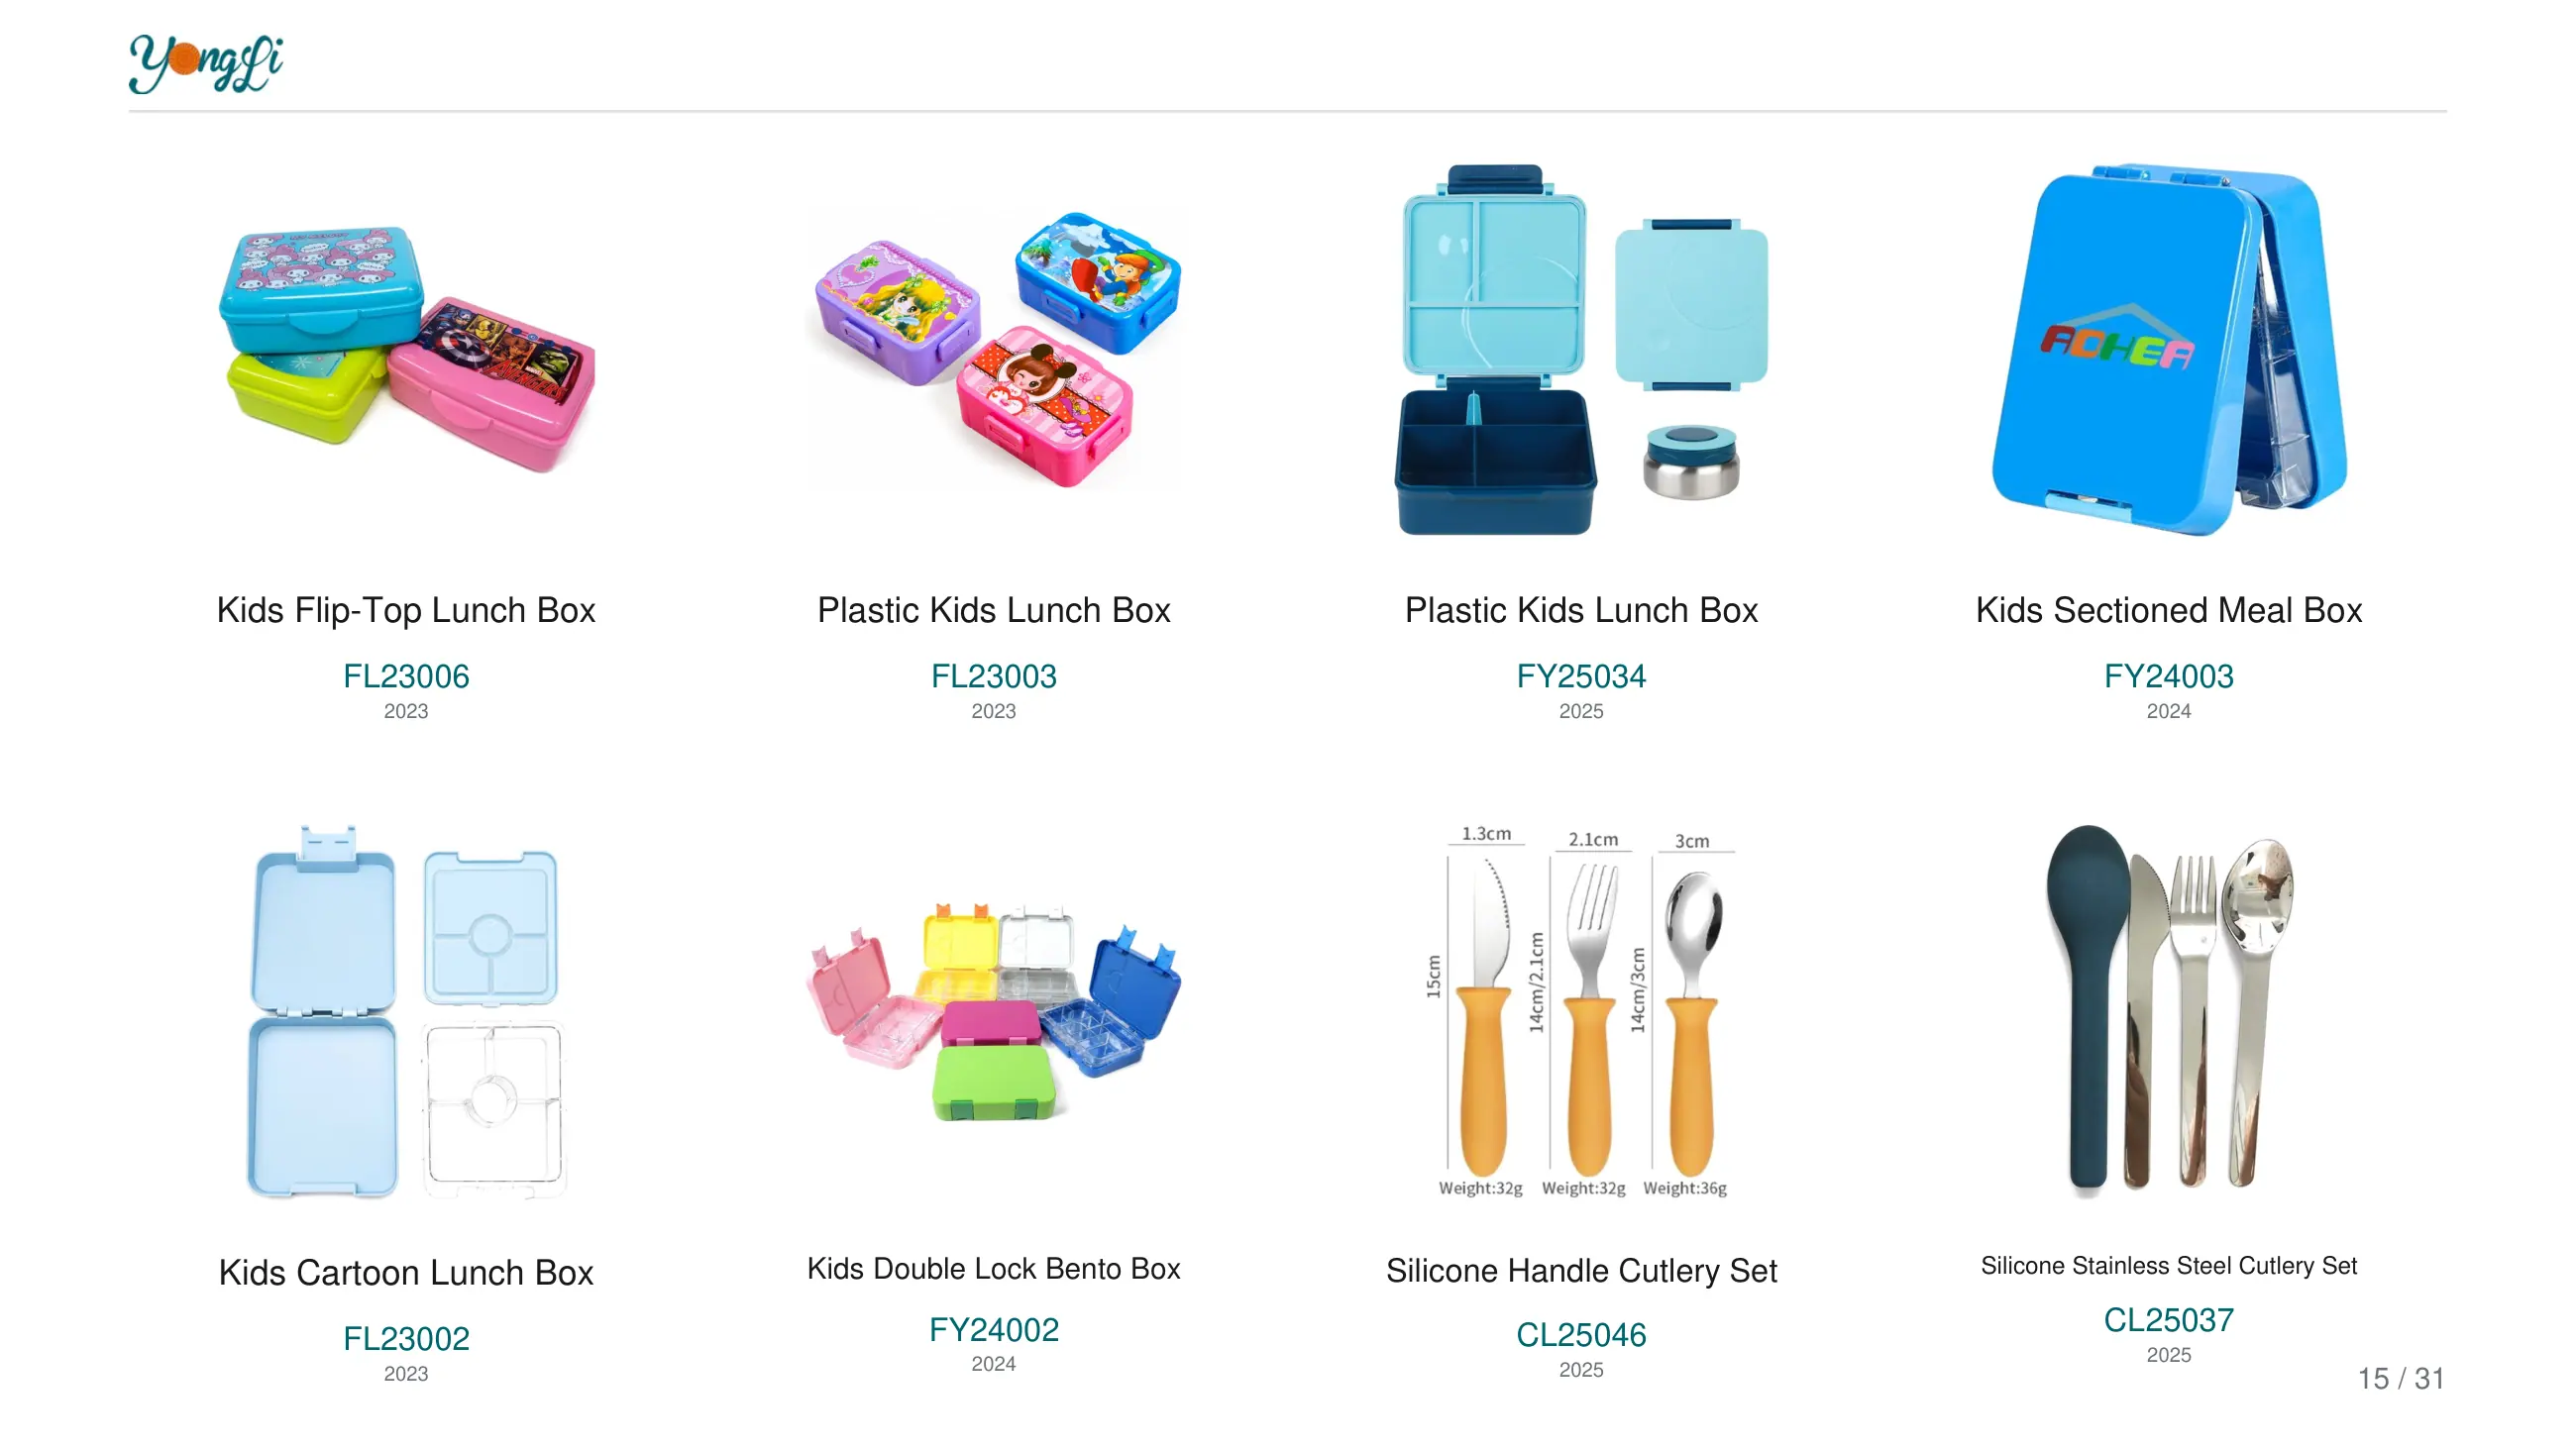 YongLi
AOHEA
Kids Flip-Top Lunch Box
FL23006
2023
Plastic Kids Lunch Box
FL23003
2023
Plastic Kids Lunch Box
FY25034
2025
Kids Sectioned Meal Box
FY24003
2024
1.3cm
2.1cm
3cm
15cm
14cm/2.1cm
14cm/3cm
Weight:32g
Weight:32g
Weight:36g
Kids Cartoon Lunch Box
FL23002
2023
Kids Double Lock Bento Box
FY24002
2024
Silicone Handle Cutlery Set
CL25046
2025
Silicone Stainless Steel Cutlery Set
CL25037
2025
15 / 31